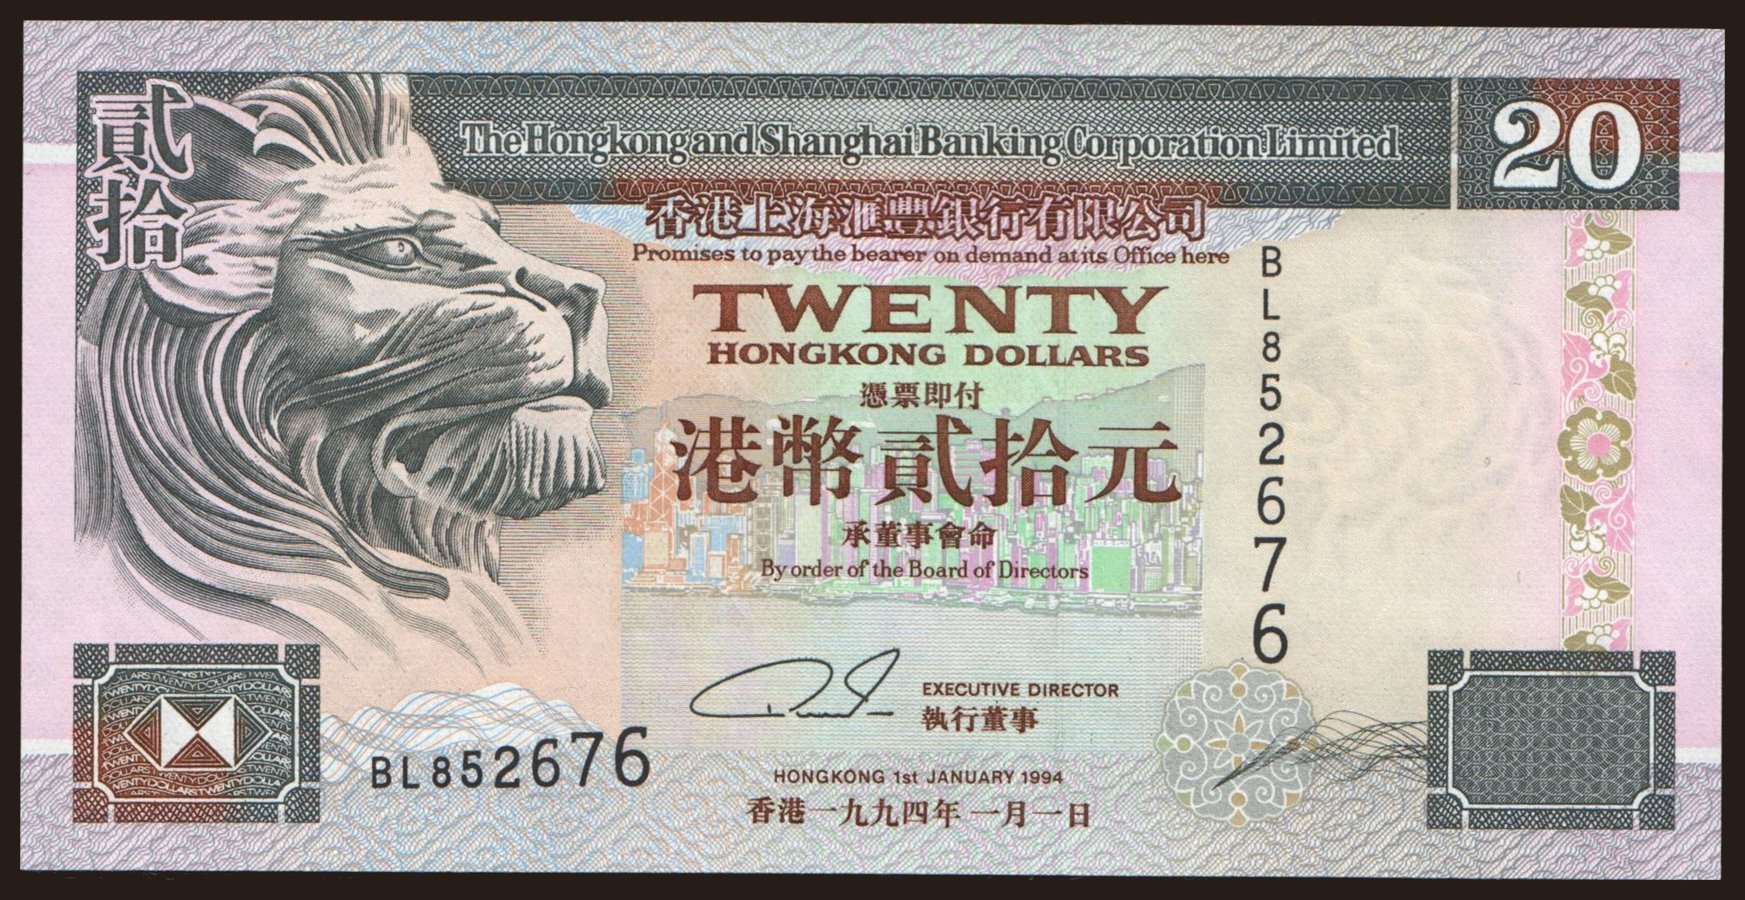 貳拾
The Hongkong and Shanghai Banking Corporation Limited
20
香港上海滙豐銀行有限公司
Promises to pay the bearer on demand at its Office here
TWENTY
HONGKONG DOLLARS
憑票即付
港幣貳拾元
承董事會命
By order of the Board of Directors
BL852676
EXECUTIVE DIRECTOR
執行董事
BL852676
HONGKONG 1st JANUARY 1994
香港一九九四年一月一日